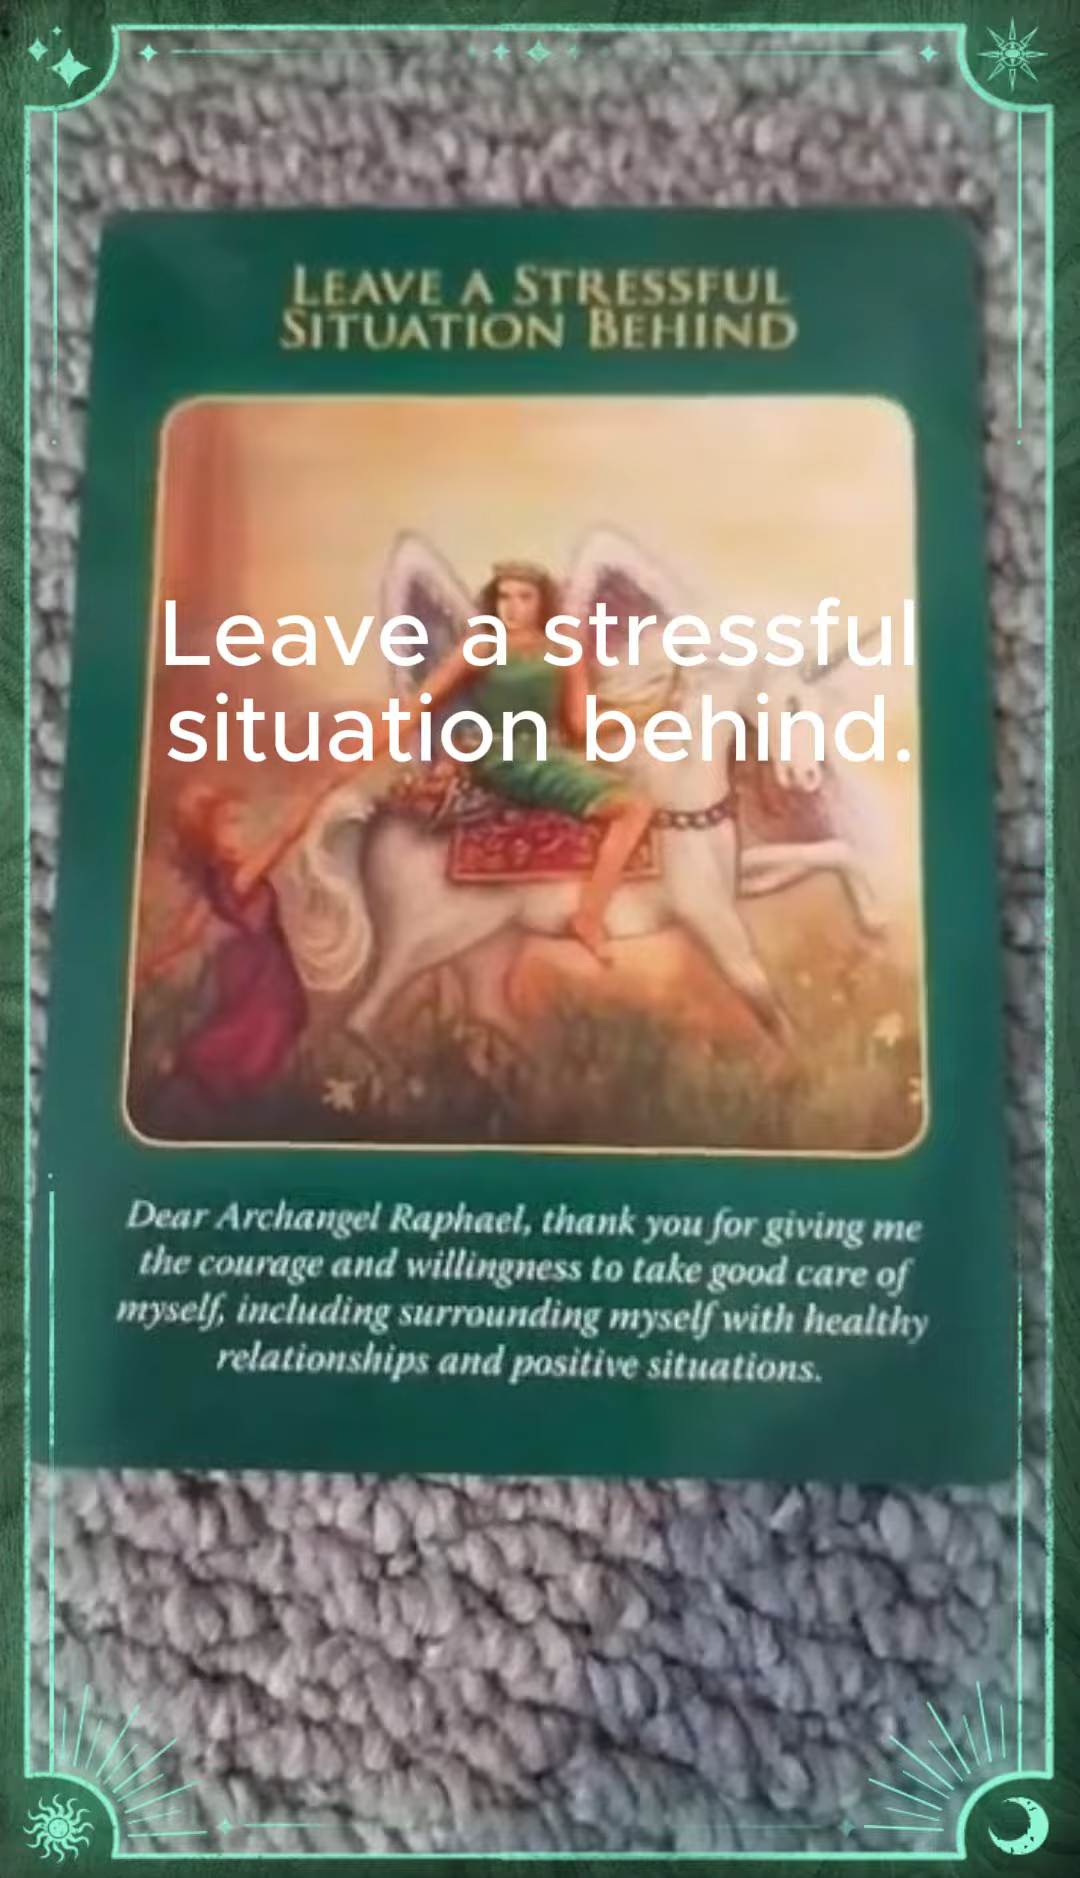 LEAVE A STRESSFUL
SITUATION BEHIND
Leave a stressful
situation behind.
Dear Archangel Raphael, thank you for giving me
the courage and willingness to take good care of
myself, including surrounding myself with healthy
relationships and positive situations.